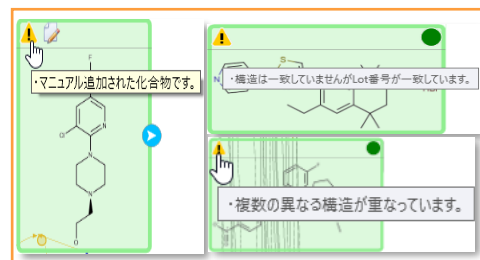 ・マニュアル追加された化合物です。
・構造は一致していませんがLot番号が一致しています。
・複数の異なる構造が重なっています。
F
Cl
N
N
N
O
S
N